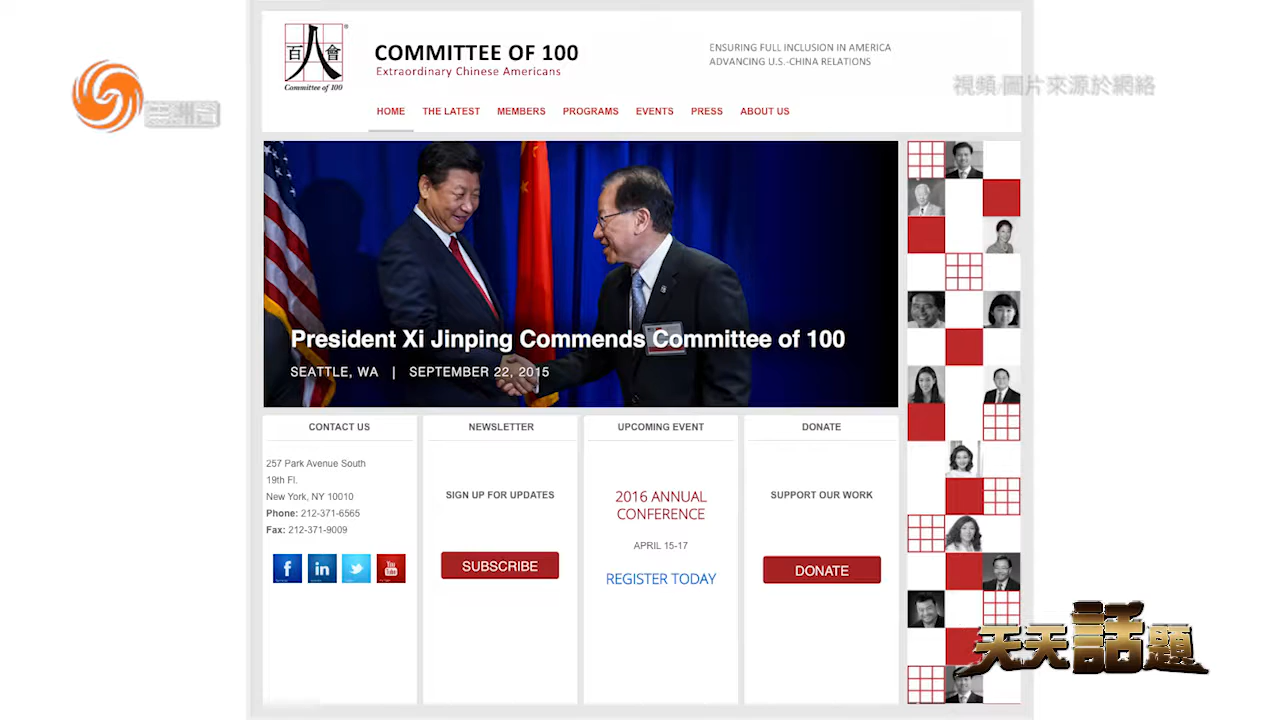 百人會
Committee of 100
COMMITTEE OF 100
Extraordinary Chinese Americans
ENSURING FULL INCLUSION IN AMERICA
ADVANCING U.S.-CHINA RELATIONS
視頻/圖片來源於網絡
HOME THE LATEST MEMBERS PROGRAMS EVENTS PRESS ABOUT US
President Xi Jinping Commends Committee of 100
SEATTLE, WA | SEPTEMBER 22, 2015
CONTACT US
257 Park Avenue South
19th Fl.
New York, NY 10010
Phone: 212-371-6565
Fax: 212-371-9009
f in You Tube
NEWSLETTER
SIGN UP FOR UPDATES
SUBSCRIBE
UPCOMING EVENT
2016 ANNUAL
CONFERENCE
APRIL 15-17
REGISTER TODAY
DONATE
SUPPORT OUR WORK
DONATE
天天話題